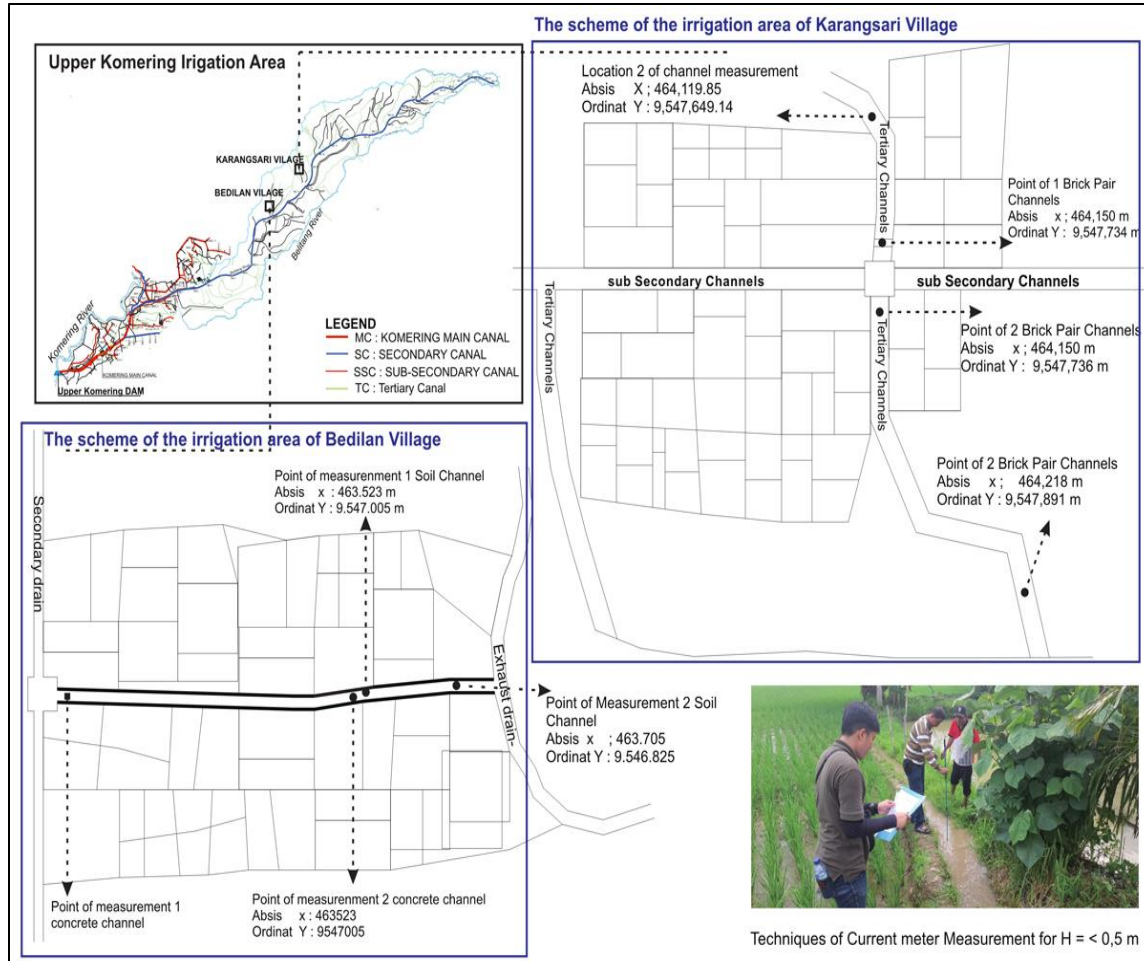 The scheme of the irrigation area of Karangsari Village
Upper Komering Irigation Area
KARANGSARI VILAGE
BEDILAN VILAGE
Belitang River
Komering River
KOMERING MAIN CANAL
Upper Komering DAM
LEGEND
MC : KOMERING MAIN CANAL
SC : SECONDARY CANAL
SSC : SUB-SECONDARY CANAL
TC : Tertiary Canal
Location 2 of channel measurement
Absis X ; 464,119.85
Ordinat Y : 9,547,649.14
Tertiary Channels
Point of 1 Brick Pair
Channels
Absis x ; 464,150 m
Ordinat Y : 9,547,734 m
sub Secondary Channels
sub Secondary Channels
Tertiary Channels
Tertiary Channels
Tertiary Channels
Point of 2 Brick Pair Channels
Absis x ; 464,150 m
Ordinat Y : 9,547,736 m
Point of 2 Brick Pair Channels
Absis x ; 464,218 m
Ordinat Y : 9,547,891 m
The scheme of the irrigation area of Bedilan Village
Secondary drain
Point of measurenment 1 Soil Channel
Absis x : 463.523 m
Ordinat Y : 9.547.005 m
Exhaust drain-
Point of Measurement 2 Soil
Channel
Absis x ; 463.705
Ordinat Y : 9.546.825
Point of measurement 1
concrete channel
Point of measurement 2 concrete channel
Absis x : 463523
Ordinat Y : 9547005
Techniques of Current meter Measurement for H = < 0,5 m